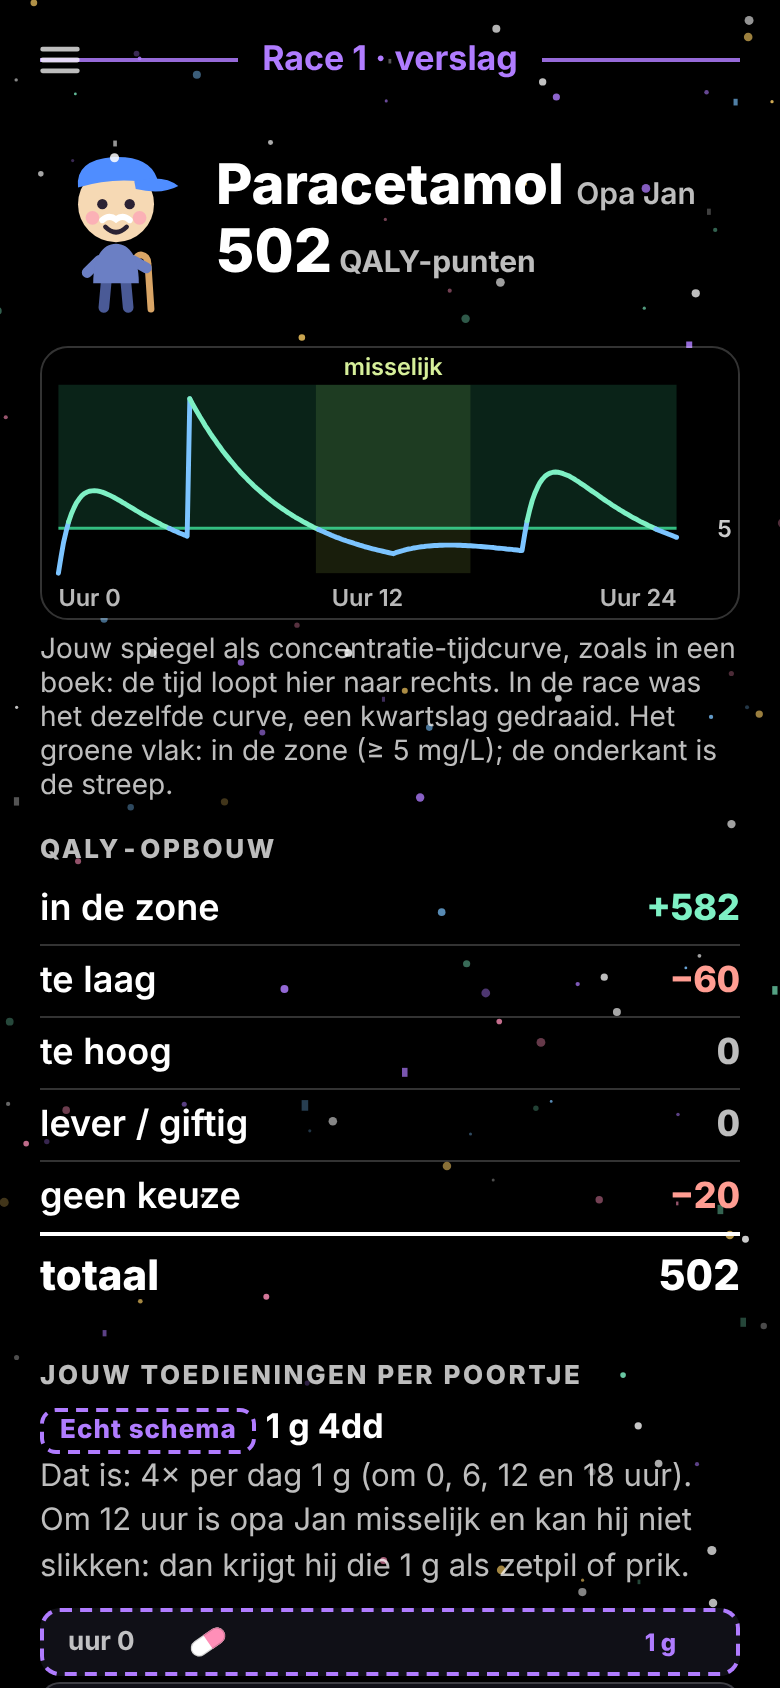 Race 1 · verslag
Paracetamol Opa Jan
502 QALY-punten
misselijk
5
Uur 0 Uur 12 Uur 24
Jouw spiegel als concentratie-tijdcurve, zoals in een
boek: de tijd loopt hier naar rechts. In de race was
het dezelfde curve, een kwartslag gedraaid. Het
groene vlak: in de zone (≥ 5 mg/L); de onderkant is
de streep.
QALY-OPBOUW
in de zone +582
te laag −60
te hoog 0
lever / giftig 0
geen keuze −20
totaal 502
JOUW TOEDIENINGEN PER POORTJE
Echt schema 1 g 4dd
Dat is: 4× per dag 1 g (om 0, 6, 12 en 18 uur).
Om 12 uur is opa Jan misselijk en kan hij niet
slikken: dan krijgt hij die 1 g als zetpil of prik.
uur 0 1 g